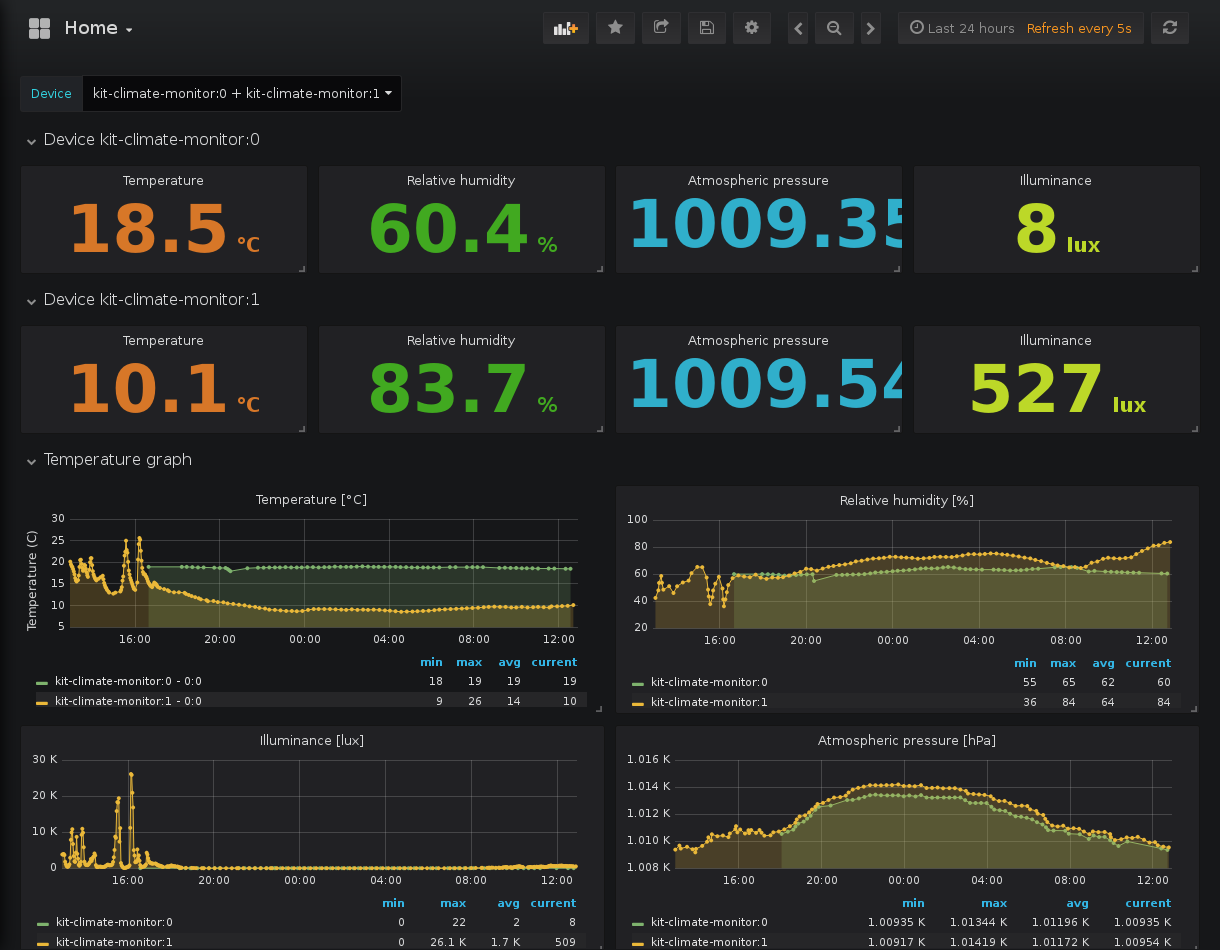 Home
Last 24 hours Refresh every 5s
Device kit-climate-monitor:0 + kit-climate-monitor:1
Device kit-climate-monitor:0
Temperature Relative humidity Atmospheric pressure Illuminance
18.5 °C 60.4 % 1009.35 8 lux
Device kit-climate-monitor:1
Temperature Relative humidity Atmospheric pressure Illuminance
10.1 °C 83.7 % 1009.54 527 lux
Temperature graph
Temperature [°C]
Temperature (C)
30
25
20
15
10
5
16:00 20:00 00:00 04:00 08:00 12:00
min max avg current
kit-climate-monitor:0 - 0:0 18 19 19 19
kit-climate-monitor:1 - 0:0 9 26 14 10
Relative humidity [%]
100
80
60
40
20
16:00 20:00 00:00 04:00 08:00 12:00
min max avg current
kit-climate-monitor:0 55 65 62 60
kit-climate-monitor:1 36 84 64 84
Illuminance [lux]
30 K
20 K
10 K
0
16:00 20:00 00:00 04:00 08:00 12:00
min max avg current
kit-climate-monitor:0 0 22 2 8
kit-climate-monitor:1 0 26.1 K 1.7 K 509
Atmospheric pressure [hPa]
1.016 K
1.014 K
1.012 K
1.010 K
1.008 K
16:00 20:00 00:00 04:00 08:00 12:00
min max avg current
kit-climate-monitor:0 1.00935 K 1.01344 K 1.01196 K 1.00935 K
kit-climate-monitor:1 1.00917 K 1.01419 K 1.01172 K 1.00954 K